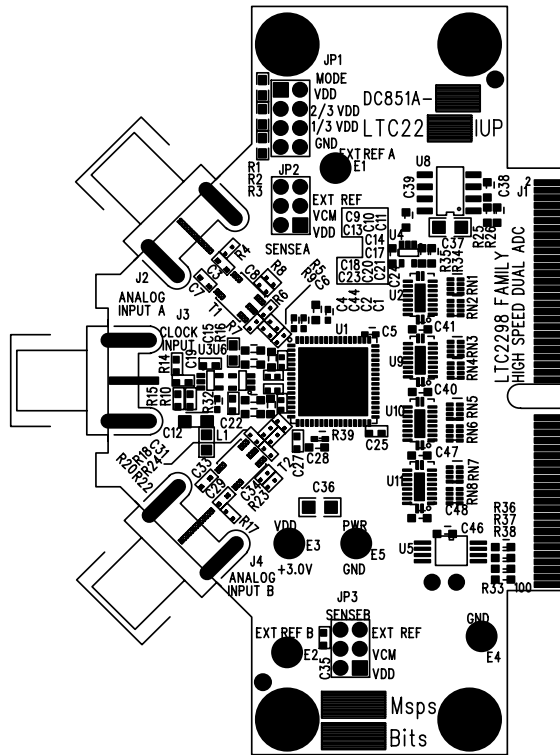 JP1
MODE
VDD
2/3 VDD
1/3 VDD
GND
R1
R2
R3
DC851A-
LTC22
IUP
EXT REF A
E1
JP2
EXT REF
VCM
VDD
SENSEA
U8
C39
C38
J1
2
C37
R25
R26
R35
R34
U4
C24
C9
C13
C10
C11
C14
C17
C18
C23
C20
C21
R4
C3
C8
R8
C7
T1
R6
R7
R5
R9
C6
C4
C44
C2
C1
J2
ANALOG
INPUT A
J3
CLOCK
INPUT
C15
R16
U3
U6
C19
R14
R15
R10
R32
C22
C12
L1
U1
C5
R39
C25
C27
C28
U2
RN1
RN2
C41
U9
RN4
RN3
C40
U10
RN5
RN6
C47
U11
RN7
RN8
C48
LTC2298 FAMILY
HIGH SPEED DUAL ADC
R18
C31
R20
R24
R22
C33
C29
C34
T2
R23
R17
C36
VDD
E3
+3.0V
PWR
E5
GND
U5
C46
R36
R37
R38
R33
100
J4
ANALOG
INPUT B
JP3
SENSEB
EXT REF B
E2
C35
EXT REF
VCM
VDD
GND
E4
Msps
Bits